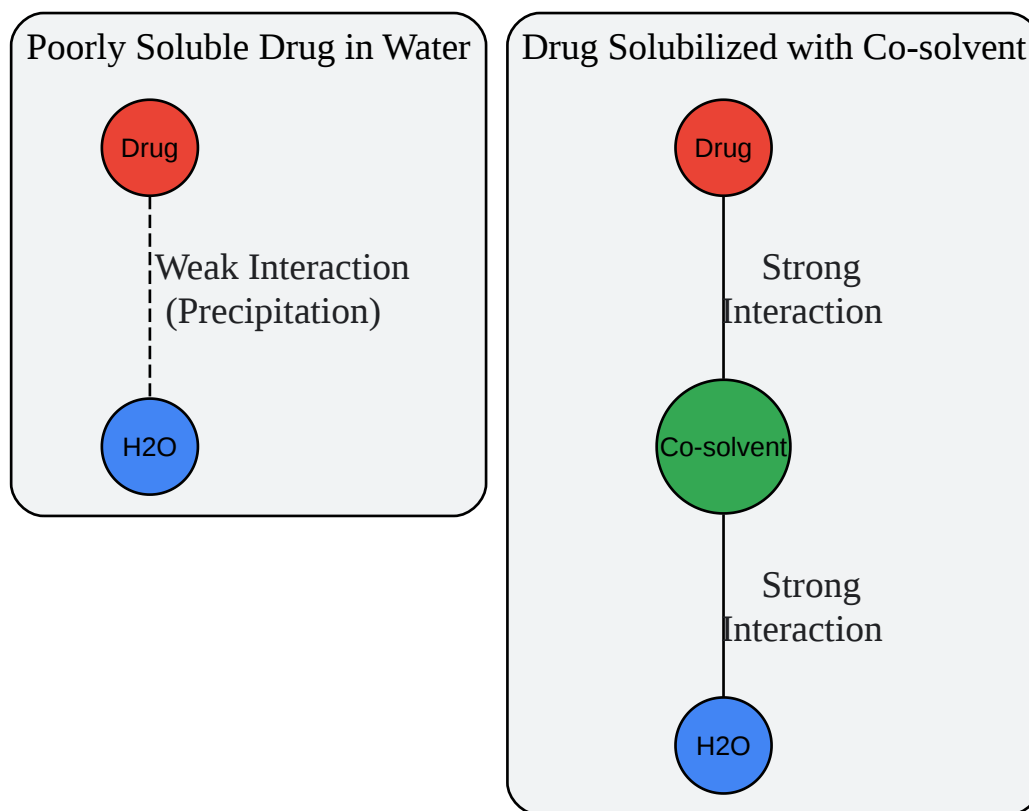 Poorly Soluble Drug in Water
Drug
Weak Interaction
(Precipitation)
H2O
Drug Solubilized with Co-solvent
Drug
Strong
Interaction
Co-solvent
Strong
Interaction
H2O